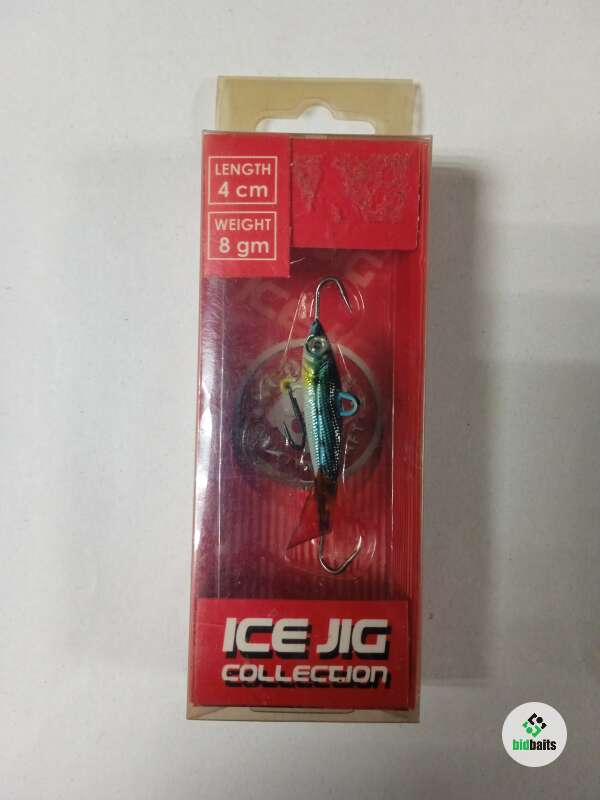 LENGTH
4 cm
WEIGHT
8 gm
ICE JIG
COLLECTION
bidbaits